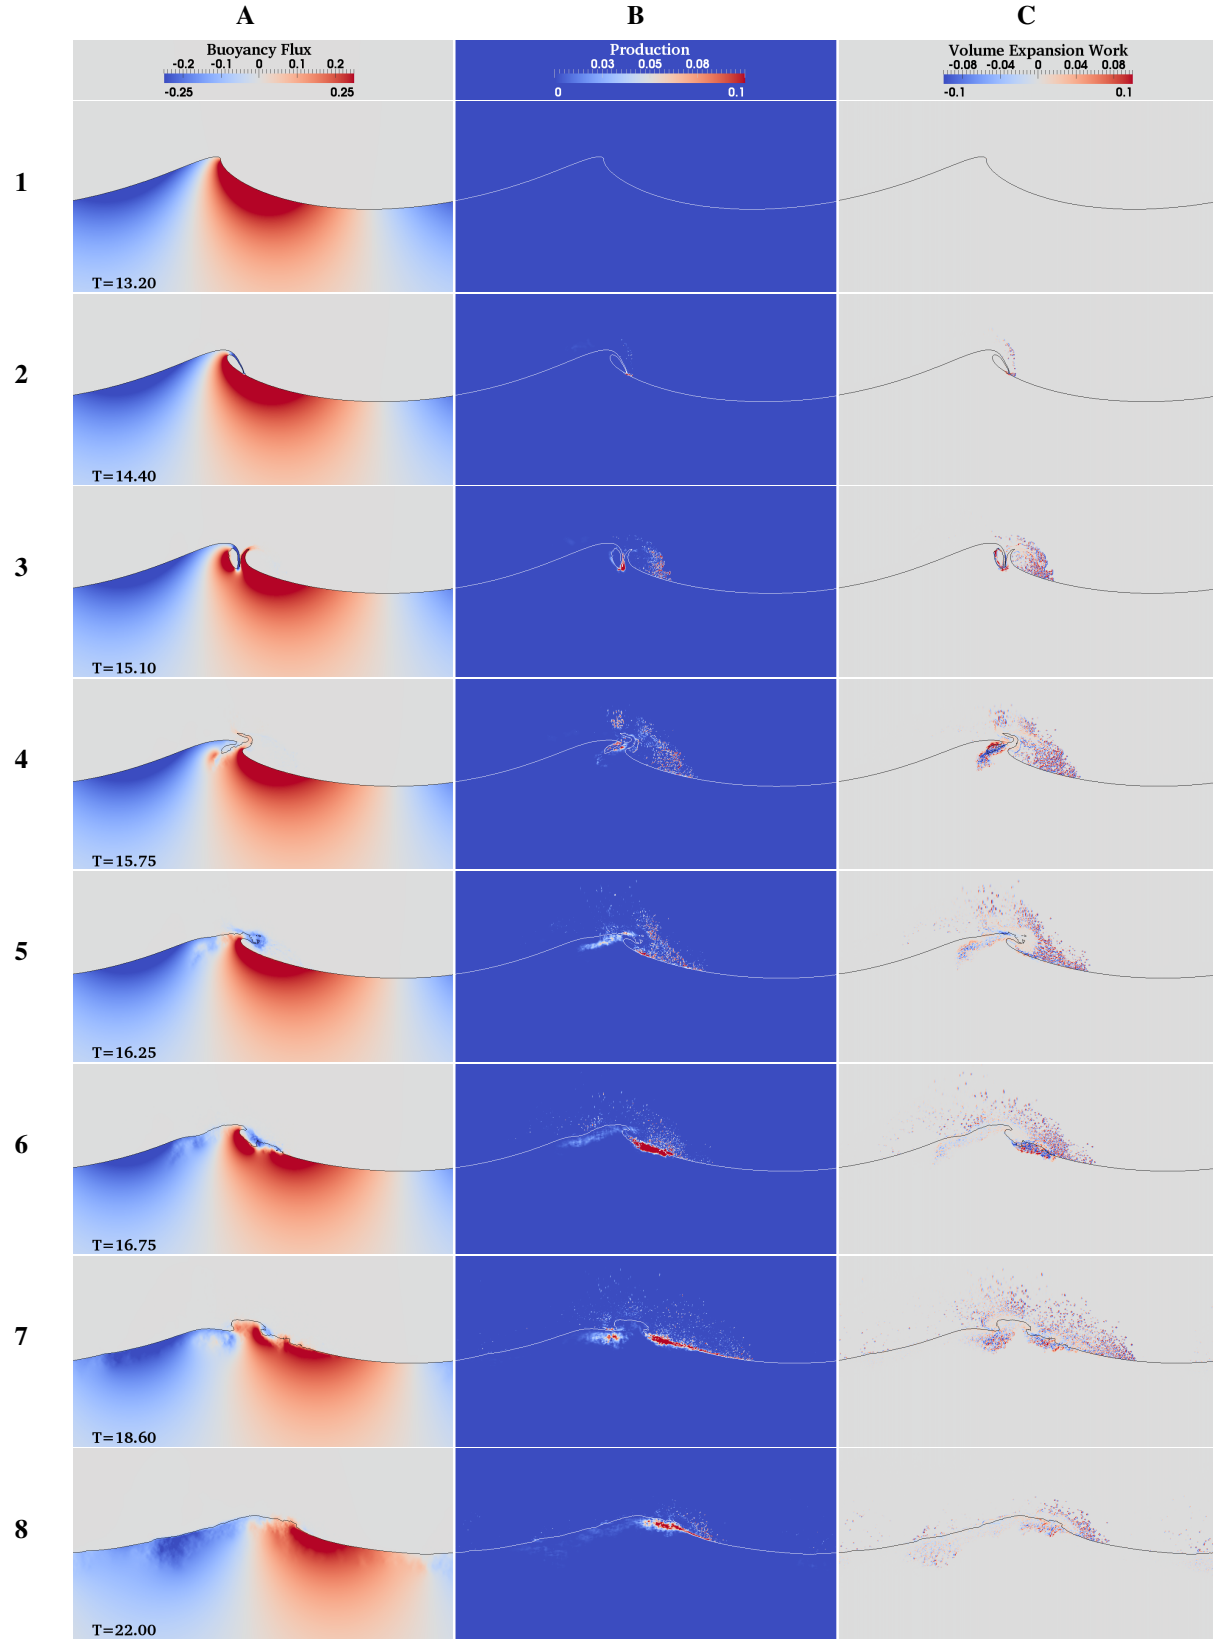 A B C
Buoyancy Flux Production Volume Expansion Work
-0.2 -0.1 0 0.1 0.2 0.03 0.05 0.08 -0.08 -0.04 0 0.04 0.08
-0.25 0.25 0 0.1 -0.1 0.1
1
T=13.20
2
T=14.40
3
T=15.10
4
T=15.75
5
T=16.25
6
T=16.75
7
T=18.60
8
T=22.00